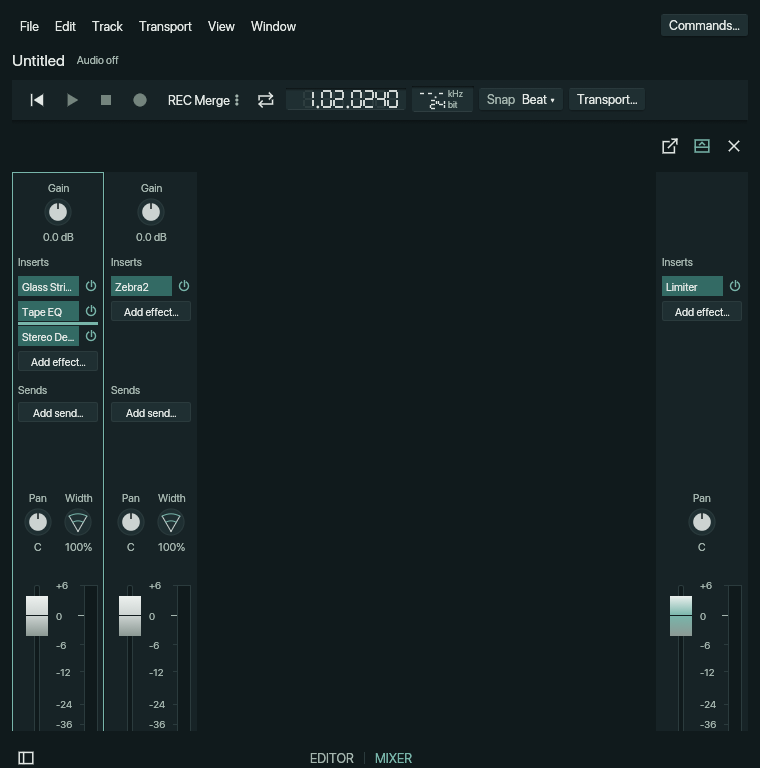 File Edit Track Transport View Window Commands...
Untitled Audio off
REC Merge 1.02.0240 --.- kHz 24 bit Snap Beat Transport...
Gain Gain
0.0 dB 0.0 dB
Inserts Inserts Inserts
Glass Stri... Zebra2 Limiter
Tape EQ Add effect... Add effect...
Stereo De...
Add effect...
Sends Sends
Add send... Add send...
Pan Width Pan Width Pan
C 100% C 100% C
+6 +6 +6
0 0 0
-6 -6 -6
-12 -12 -12
-24 -24 -24
-36 -36 -36
EDITOR MIXER